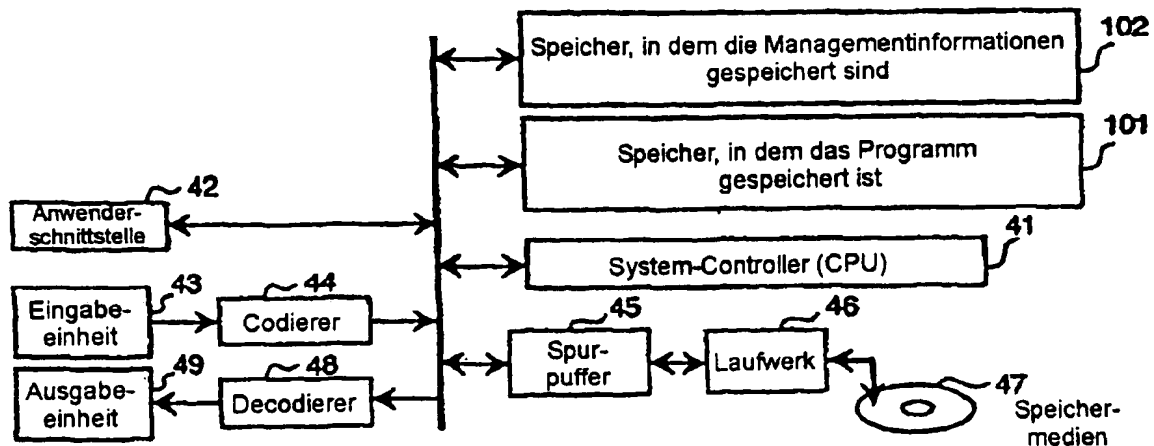 Speicher, in dem die Managementinformationen
gespeichert sind
102
Speicher, in dem das Programm
gespeichert ist
101
42
Anwender-
schnittstelle
System-Controller (CPU)
41
43
Eingabe-
einheit
44
Codierer
45
Spur-
puffer
46
Laufwerk
49
Ausgabe-
einheit
48
Decodierer
47
Speicher-
medien